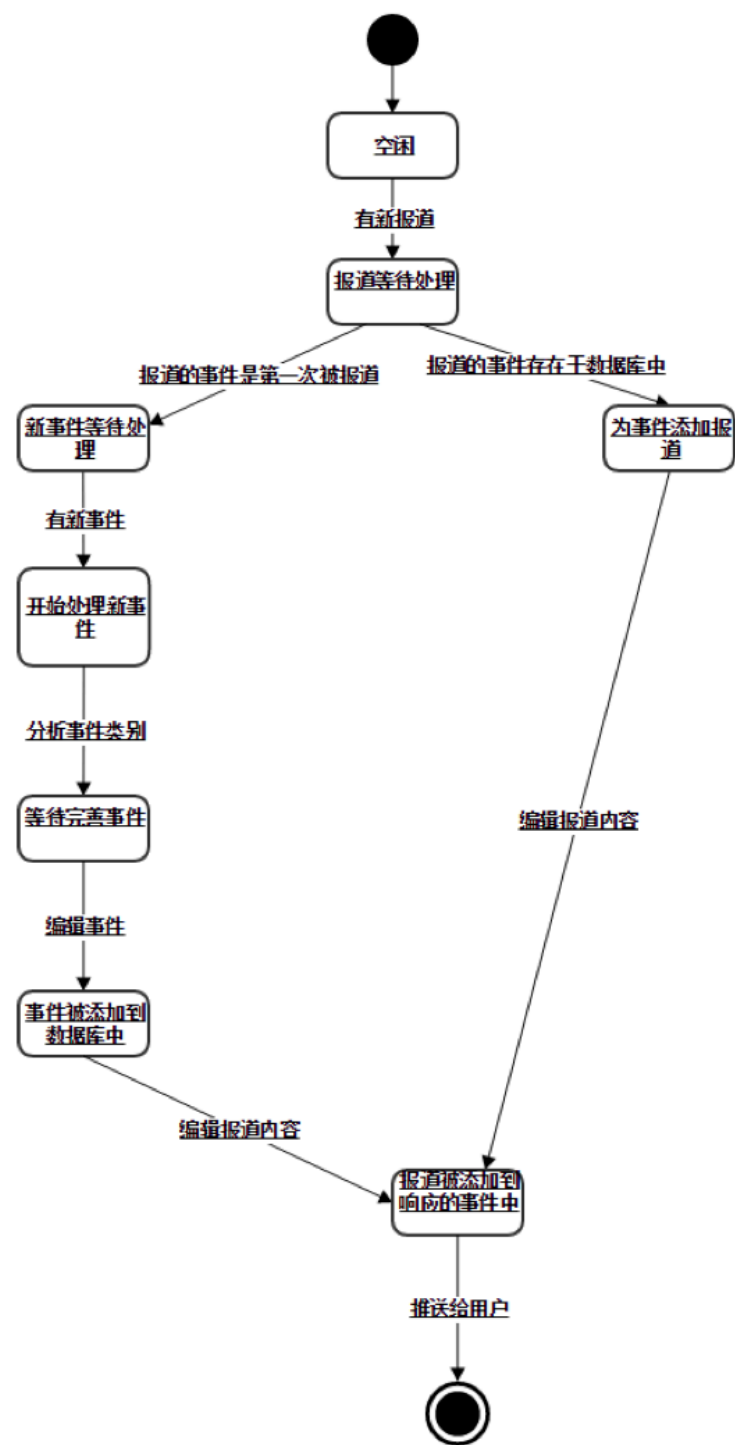 空闲
有新报道
报道等待处理
报道的事件是第一次被报道
报道的事件存在于数据库中
新事件等待处
理
为事件添加报
道
有新事件
开始处理新事
件
分析事件类别
等待完善事件
编辑报道内容
编辑事件
事件被添加到
数据库中
编辑报道内容
报道被添加到
响应的事件中
推送给用户